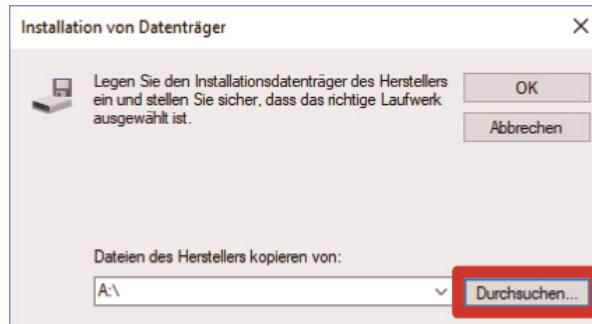 Installation von Datenträger
Legen Sie den Installationsdatenträger des Herstellers
ein und stellen Sie sicher, dass das richtige Laufwerk
ausgewählt ist.
OK
Abbrechen
Dateien des Herstellers kopieren von:
A:\
Durchsuchen...